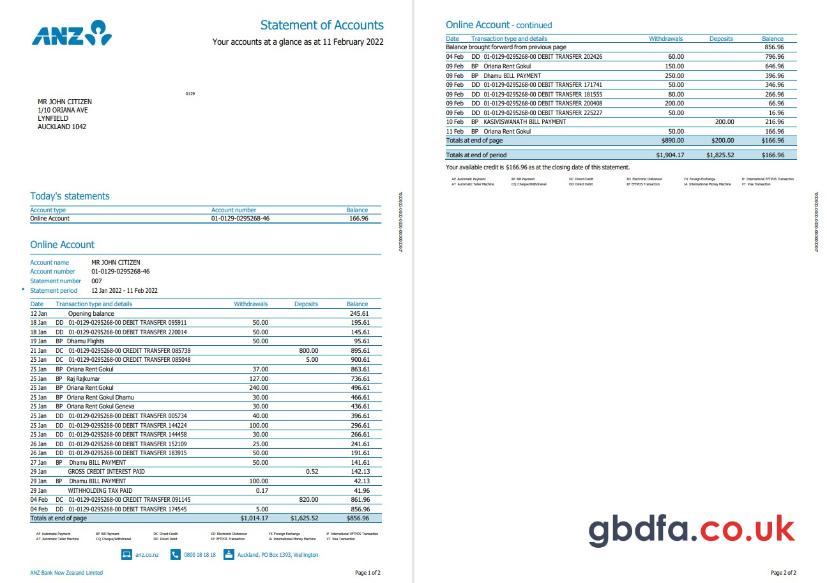 ANZ
Statement of Accounts
Your accounts at a glance as at 11 February 2022
0129
MR JOHN CITIZEN
1/10 ORIANA AVE
LYNFIELD
AUCKLAND 1042
Today's statements
Account type Account number Balance
Online Account 01-0129-0295268-46 166.96
Online Account
Account name MR JOHN CITIZEN
Account number 01-0129-0295268-46
Statement number 007
Statement period 12 Jan 2022 - 11 Feb 2022
Date Transaction type and details Withdrawals Deposits Balance
12 Jan Opening balance 245.61
18 Jan DD 01-0129-0295268-00 DEBIT TRANSFER 095911 50.00 195.61
18 Jan DD 01-0129-0295268-00 DEBIT TRANSFER 220014 50.00 145.61
19 Jan BP Dhamu Flights 50.00 95.61
21 Jan DC 01-0129-0295268-00 CREDIT TRANSFER 085739 800.00 895.61
25 Jan DC 01-0129-0295268-00 CREDIT TRANSFER 085048 5.00 900.61
25 Jan BP Oriana Rent Gokul 37.00 863.61
25 Jan BP Raj Rajkumar 127.00 736.61
25 Jan BP Oriana Rent Gokul 240.00 496.61
25 Jan BP Oriana Rent Gokul Dhamu 30.00 466.61
25 Jan BP Oriana Rent Gokul Geneva 30.00 436.61
25 Jan DD 01-0129-0295268-00 DEBIT TRANSFER 005734 40.00 396.61
25 Jan DD 01-0129-0295268-00 DEBIT TRANSFER 144224 100.00 296.61
25 Jan DD 01-0129-0295268-00 DEBIT TRANSFER 144458 30.00 266.61
26 Jan DD 01-0129-0295268-00 DEBIT TRANSFER 152109 25.00 241.61
26 Jan DD 01-0129-0295268-00 DEBIT TRANSFER 183915 50.00 191.61
27 Jan BP Dhamu BILL PAYMENT 50.00 141.61
29 Jan GROSS CREDIT INTEREST PAID 0.52 142.13
29 Jan BP Dhamu BILL PAYMENT 100.00 42.13
29 Jan WITHHOLDING TAX PAID 0.17 41.96
04 Feb DC 01-0129-0295268-00 CREDIT TRANSFER 091145 820.00 861.96
04 Feb DD 01-0129-0295268-00 DEBIT TRANSFER 174545 5.00 856.96
Totals at end of page $1,014.17 $1,625.52 $856.96
anz.co.nz 0800 18 18 18 Auckland, PO Box 1393, Wellington
ANZ Bank New Zealand Limited Page 1 of 2
Online Account - continued
Date Transaction type and details Withdrawals Deposits Balance
Balance brought forward from previous page 856.96
04 Feb DD 01-0129-0295268-00 DEBIT TRANSFER 202426 60.00 796.96
09 Feb BP Oriana Rent Gokul 150.00 646.96
09 Feb BP Dhamu BILL PAYMENT 250.00 396.96
09 Feb DD 01-0129-0295268-00 DEBIT TRANSFER 171741 50.00 346.96
09 Feb DD 01-0129-0295268-00 DEBIT TRANSFER 181555 80.00 266.96
09 Feb DD 01-0129-0295268-00 DEBIT TRANSFER 200408 200.00 66.96
09 Feb DD 01-0129-0295268-00 DEBIT TRANSFER 225227 50.00 16.96
10 Feb BP KASIVISWANATH BILL PAYMENT 200.00 216.96
11 Feb BP Oriana Rent Gokul 50.00 166.96
Totals at end of page $890.00 $200.00 $166.96
Totals at end of period $1,904.17 $1,825.52 $166.96
Your available credit is $166.96 as at the closing date of this statement.
gbdfa.co.uk
Page 2 of 2